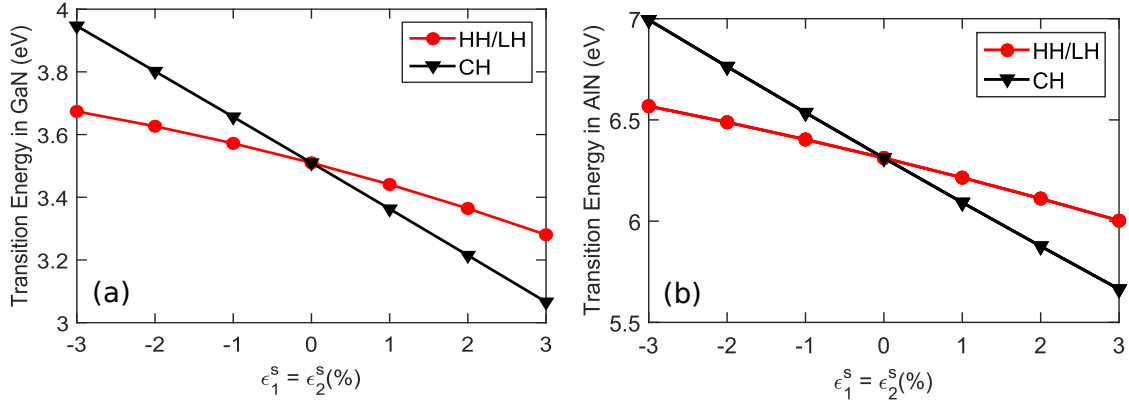 Transition Energy in GaN (eV)
4
3.8
3.6
3.4
3.2
3
-3 -2 -1 0 1 2 3
ϵ₁ˢ = ϵ₂ˢ(%)
HH/LH
CH
(a)
Transition Energy in AlN (eV)
7
6.5
6
5.5
-3 -2 -1 0 1 2 3
ϵ₁ˢ = ϵ₂ˢ(%)
HH/LH
CH
(b)